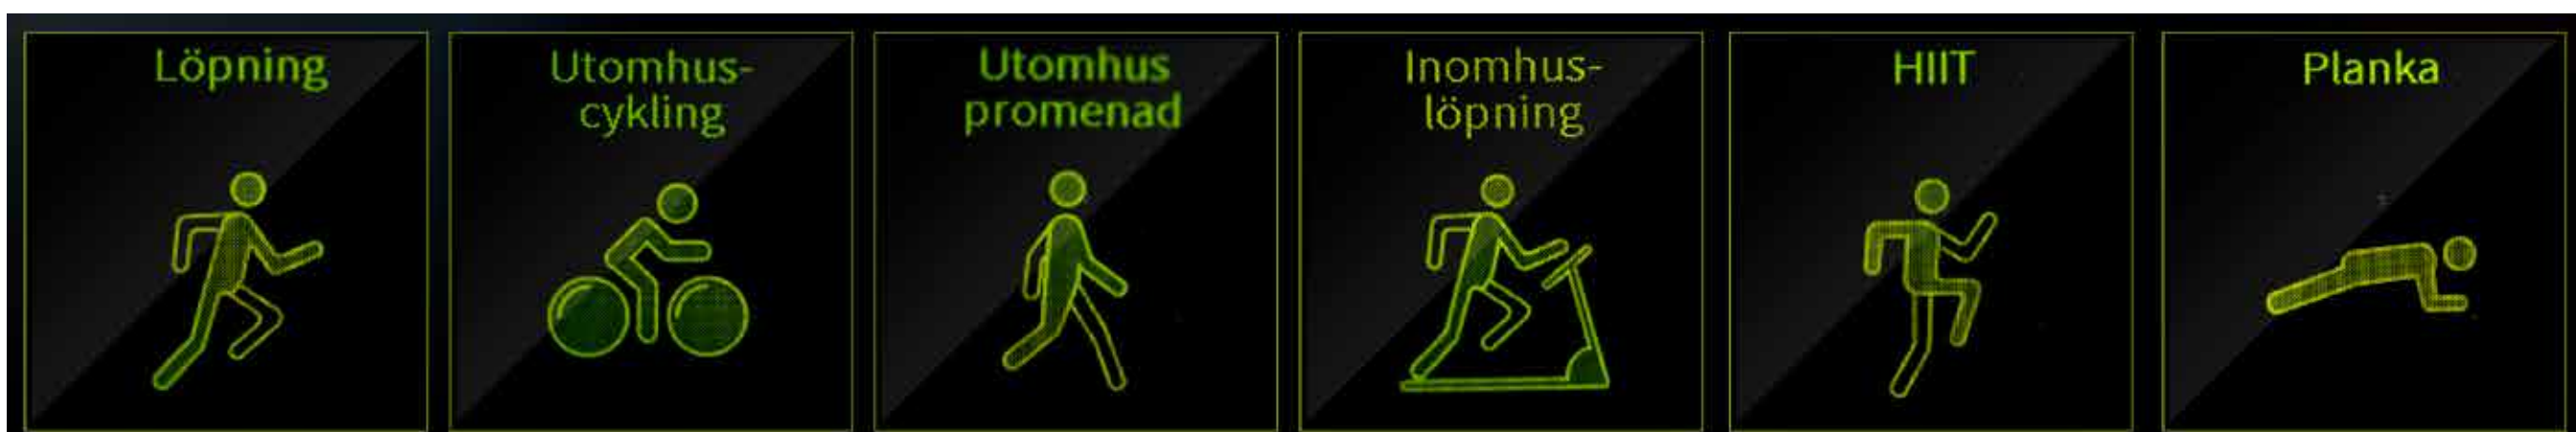 Löpning
Utomhus-
cykling
Utomhus
promenad
Inomhus-
löpning
HIIT
Planka